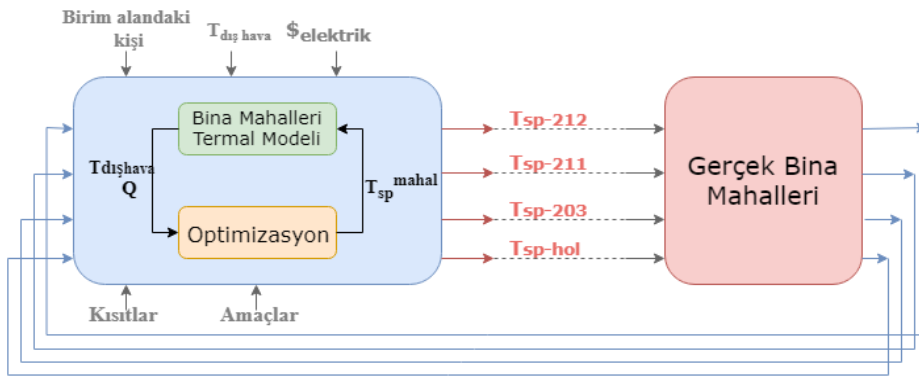 Birim alandaki
kişi
Tdış hava
$elektrik
Bina Mahalleri
Termal Modeli
Tdışhava
Q
Tsp mahal
Optimizasyon
Tsp-212
Tsp-211
Tsp-203
Tsp-hol
Gerçek Bina
Mahalleri
Kısıtlar
Amaçlar